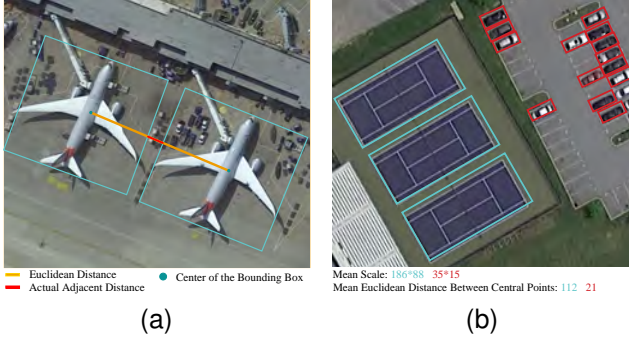 Euclidean Distance
Actual Adjacent Distance
Center of the Bounding Box
Mean Scale: 186*88 35*15
Mean Euclidean Distance Between Central Points: 112 21
(a)
(b)